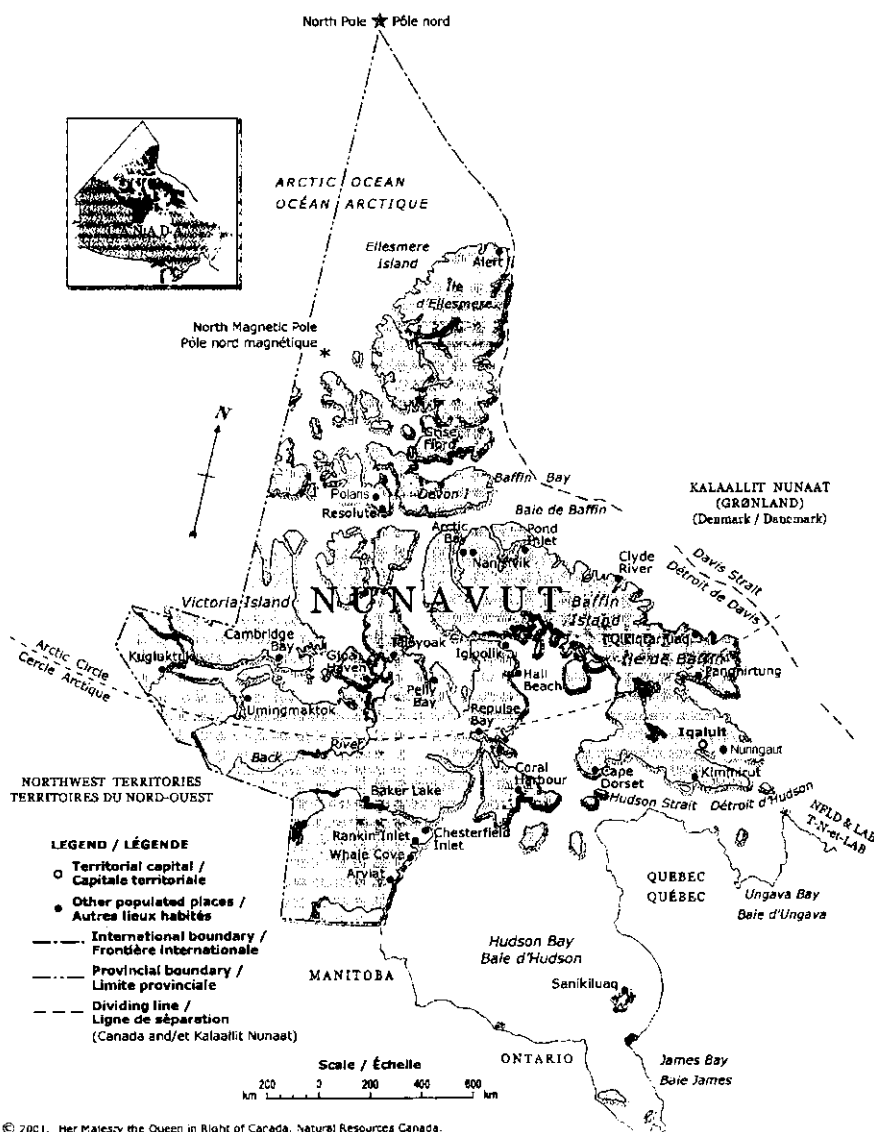 North Pole ★ Pôle nord
CANADA
ARCTIC OCEAN
OCÉAN ARCTIQUE
Ellesmere
Island
Alert
Île
d'Ellesmere
North Magnetic Pole
Pôle nord magnétique
*
N
Grise
Fiord
Baffin Bay
Polaris
Devon I
KALAALLIT NUNAAT
(GRØNLAND)
(Denmark / Danemark)
Resolute
Baie de Baffin
Arctic
Bay
Pond
Inlet
Nanisivik
Clyde
River
Davis Strait
Détroit de Davis
Victoria Island
NUNAVUT
Baffin
Island
Arctic Circle
Cercle Arctique
Cambridge
Bay
Kugluktuk
Gjoa
Haven
Taloyoak
Igloolik
Qikiqtarjuaq
Île de Baffin
Pangnirtung
Hall
Beach
Pelly
Bay
Umingmaktok
Repulse
Bay
Iqaluit
Nunngaut
Back
River
Kimmirut
Cape
Dorset
Coral
Harbour
NORTHWEST TERRITORIES
TERRITOIRES DU NORD-OUEST
Baker Lake
Hudson Strait
Détroit d'Hudson
NFLD & LAB
T-N-et-LAB
Rankin Inlet
Chesterfield
Inlet
Whale Cove
Arviat
QUEBEC
QUÉBEC
Ungava Bay
Baie d'Ungava
LEGEND / LÉGENDE
Territorial capital /
Capitale territoriale
Other populated places /
Autres lieux habités
International boundary /
Frontière internationale
Provincial boundary /
Limite provinciale
Dividing line /
Ligne de séparation
(Canada and/et Kalaallit Nunaat)
Hudson Bay
Baie d'Hudson
MANITOBA
Sanikiluaq
ONTARIO
James Bay
Baie James
Scale / Échelle
200 0 200 400 600
km km
© 2001. Her Majesty the Queen in Right of Canada, Natural Resources Canada.